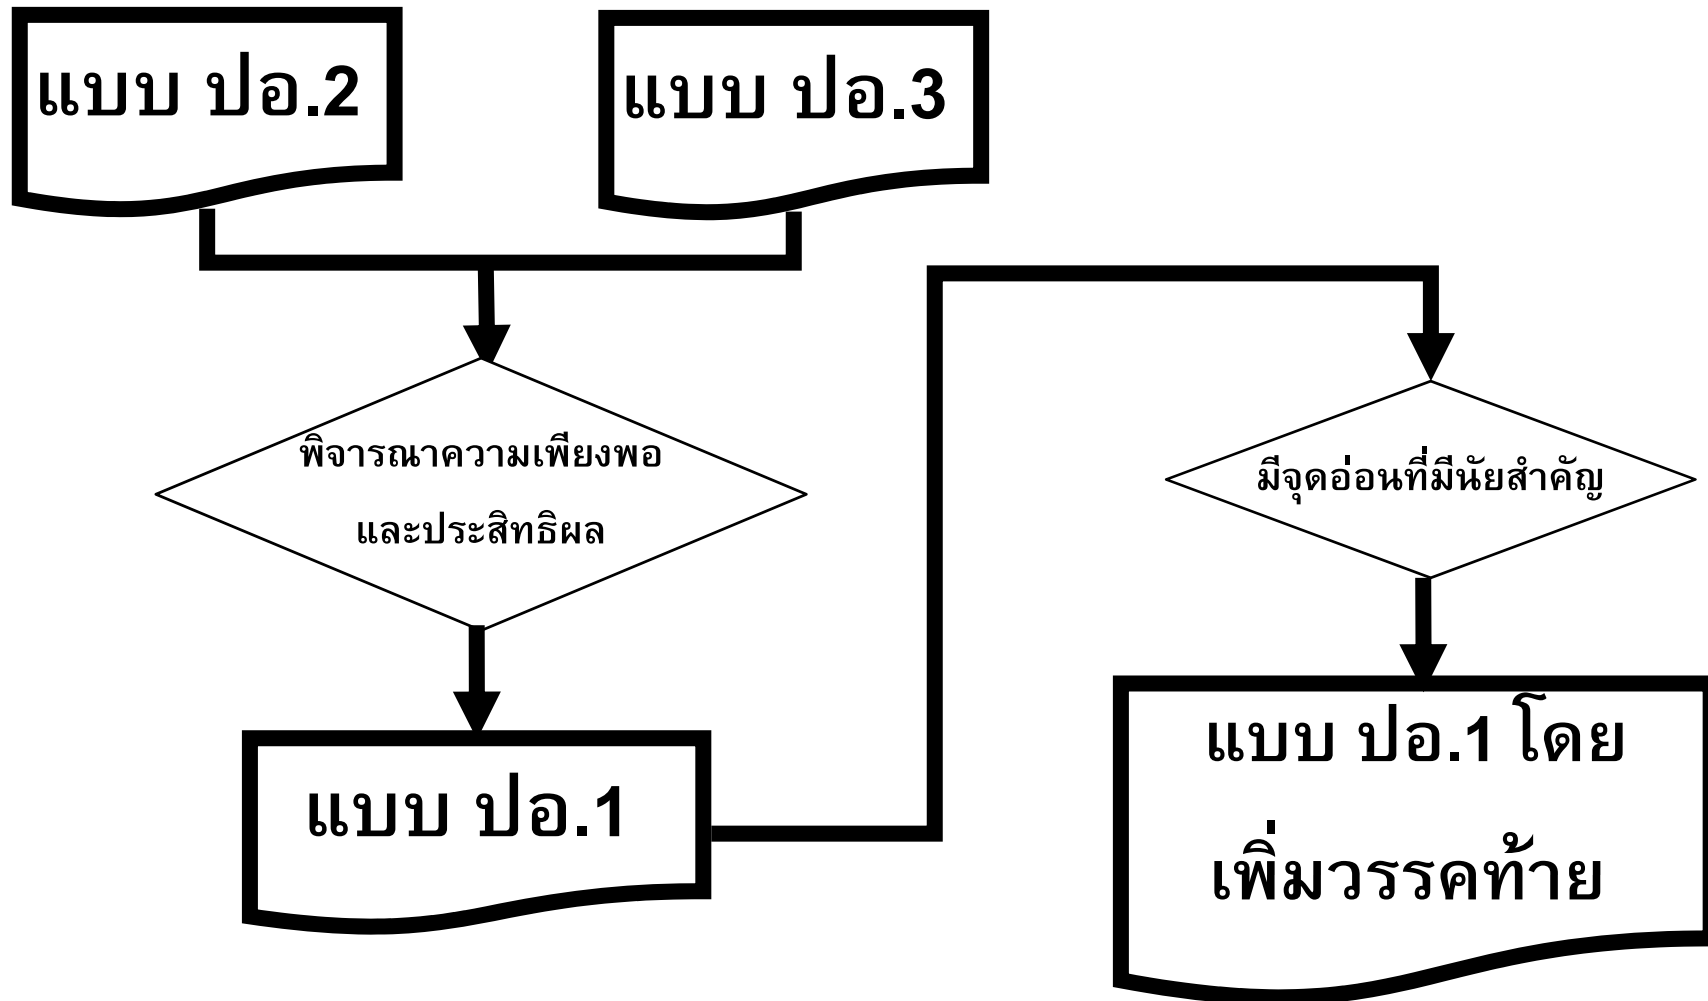 แบบ ปอ.2
แบบ ปอ.3
พิจารณาความเพียงพอ
และประสิทธิผล
แบบ ปอ.1
มีจุดอ่อนที่มีนัยสำคัญ
แบบ ปอ.1 โดย
เพิ่มวรรคท้าย